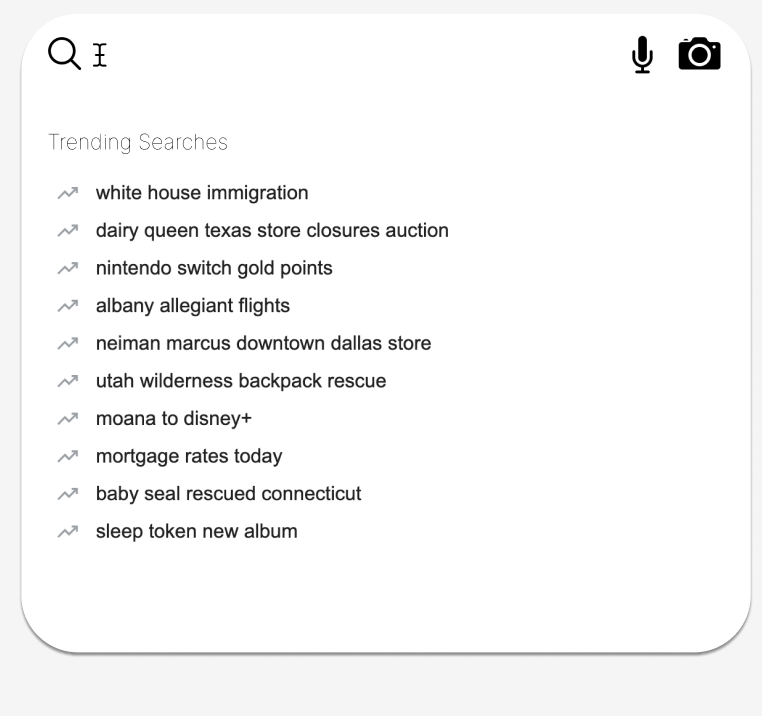 Trending Searches
white house immigration
dairy queen texas store closures auction
nintendo switch gold points
albany allegiant flights
neiman marcus downtown dallas store
utah wilderness backpack rescue
moana to disney+
mortgage rates today
baby seal rescued connecticut
sleep token new album